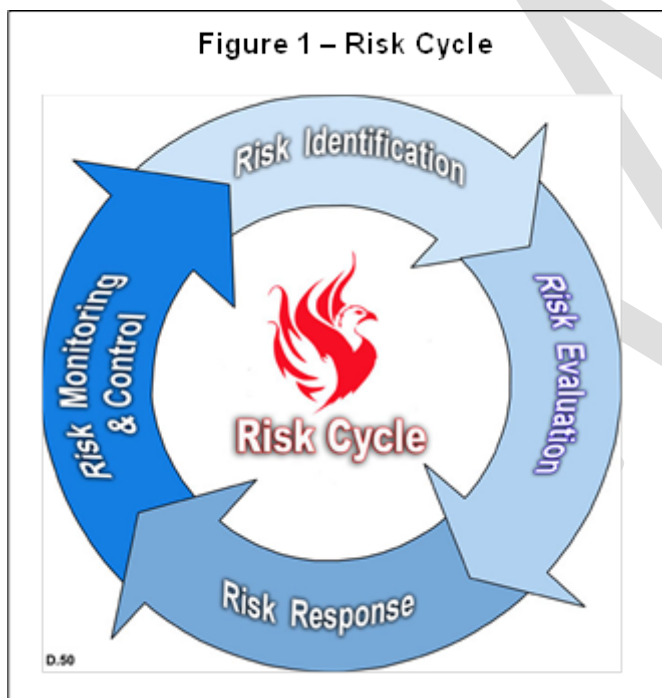 Figure 1 – Risk Cycle
Risk Identification
Risk Evaluation
Risk Response
Risk Monitoring
& Control
Risk Cycle
D.50